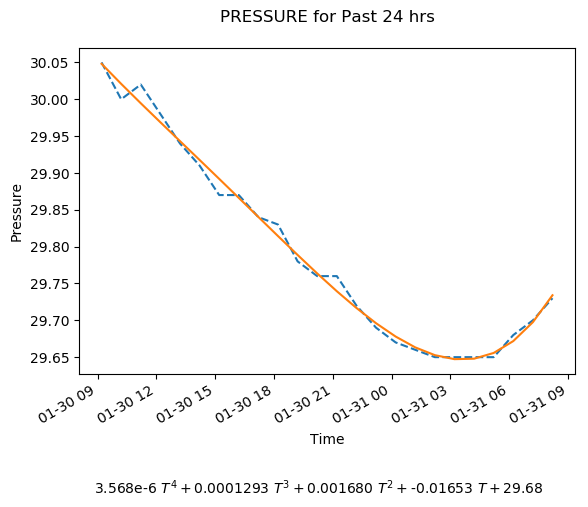 PRESSURE for Past 24 hrs
30.05
30.00
29.95
29.90
29.85
29.80
29.75
29.70
29.65
Pressure
01-30 09 01-30 12 01-30 15 01-30 18 01-30 21 01-31 00 01-31 03 01-31 06 01-31 09
Time
3.568e-6 T⁴ + 0.0001293 T³ + 0.001680 T² + -0.01653 T + 29.68